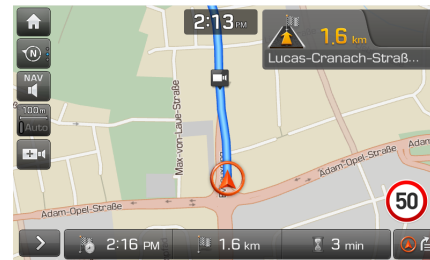 2:13 PM
1.6 km
Lucas-Cranach-Straß...
N
NAV
100m
Auto
Max-von-Laue-Straße
Adam-Opel-Straße
Adam
Adam-Opel-Straße
50
2:16 PM
1.6 km
3 min